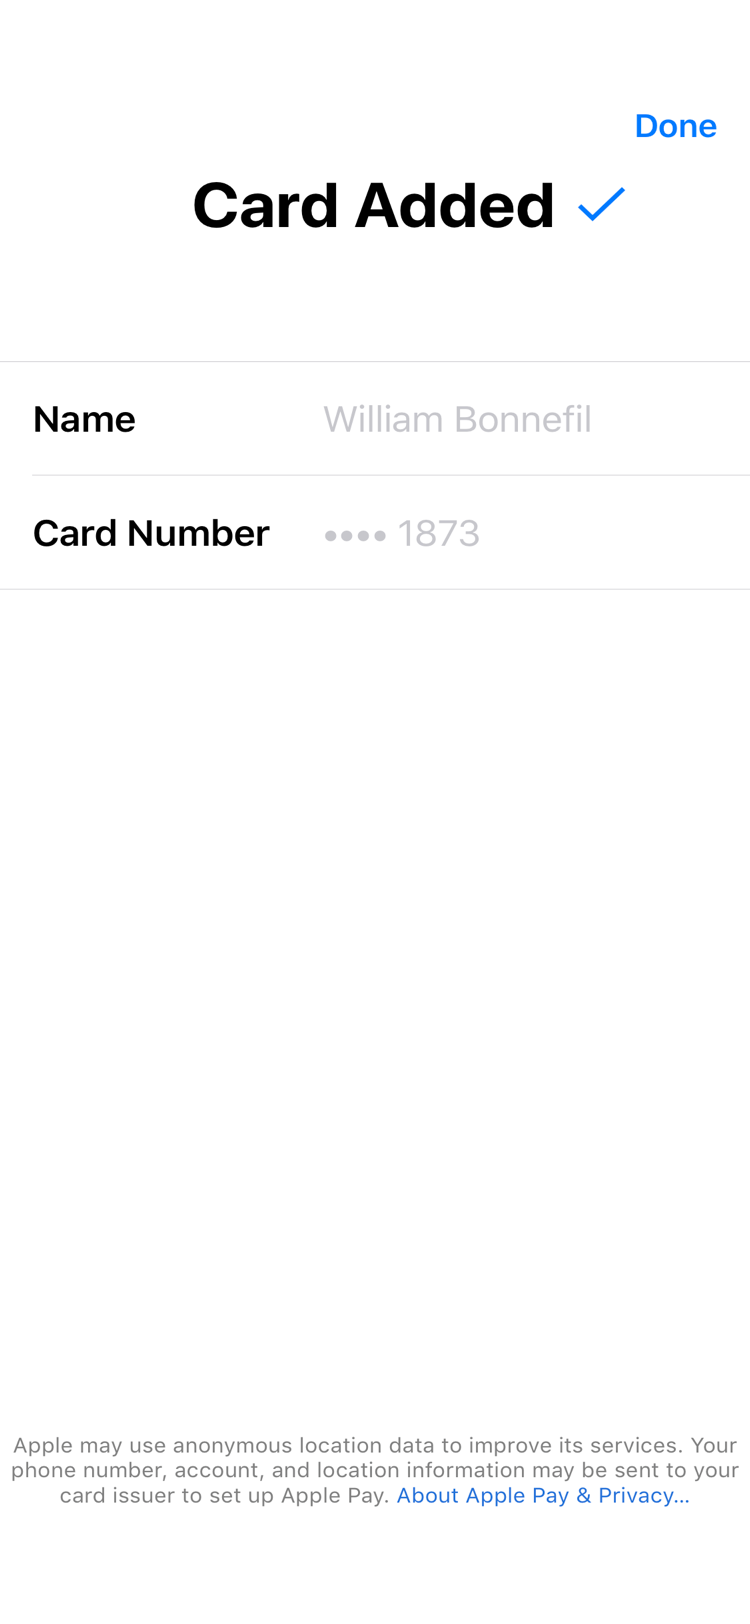 Done
Card Added
Name William Bonnefil
Card Number •••• 1873
Apple may use anonymous location data to improve its services. Your
phone number, account, and location information may be sent to your
card issuer to set up Apple Pay. About Apple Pay & Privacy...